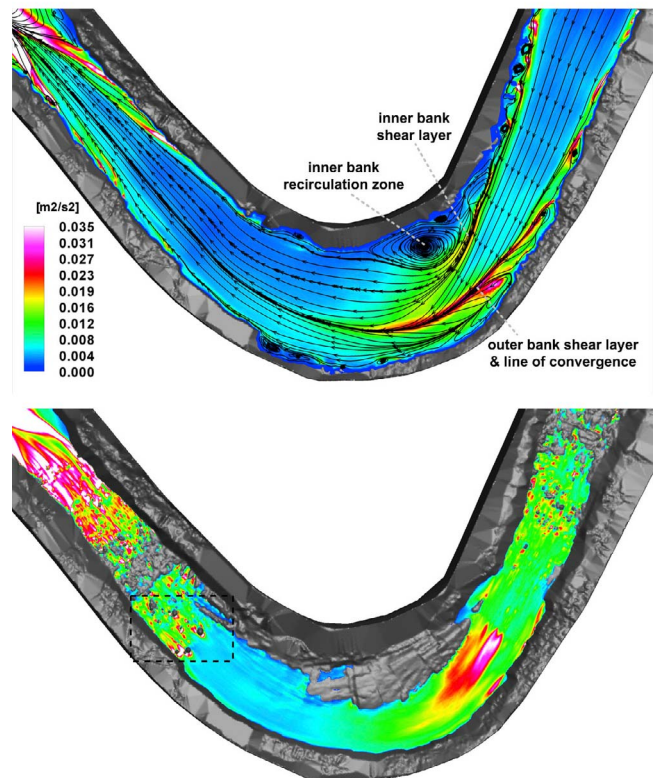 inner bank
shear layer
inner bank
recirculation zone
[m2/s2]
0.035
0.031
0.027
0.023
0.019
0.016
0.012
0.008
0.004
0.000
outer bank shear layer
& line of convergence